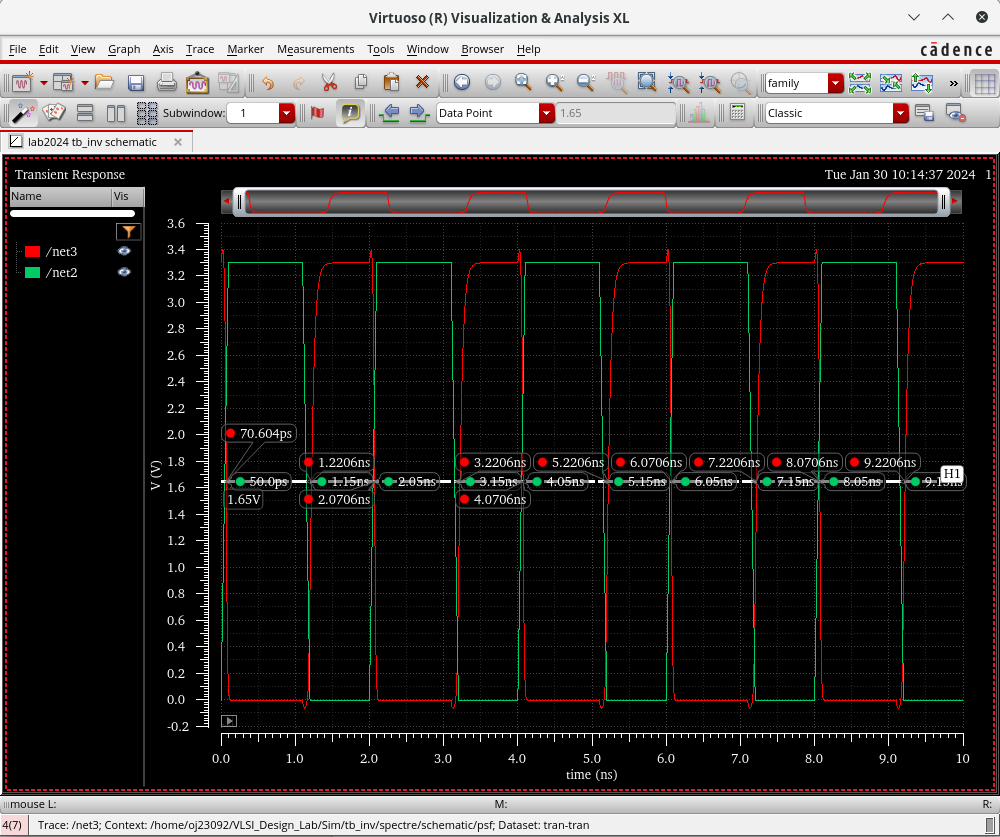 Virtuoso (R) Visualization & Analysis XL
File Edit View Graph Axis Trace Marker Measurements Tools Window Browser Help
cādence
family
»
Subwindow: 1
Data Point
1.65
Classic
lab2024 tb_inv schematic
Transient Response
Tue Jan 30 10:14:37 2024 1
Name Vis
/net3
/net2
3.6
3.4
3.2
3.0
2.8
2.6
2.4
2.2
2.0
1.8
1.6
1.4
1.2
1.0
0.8
0.6
0.4
0.2
0.0
-0.2
V (V)
70.604ps
1.2206ns 3.2206ns 5.2206ns 6.0706ns 7.2206ns 8.0706ns 9.2206ns
H1
50.0ps 1.15ns 2.05ns 3.15ns 4.05ns 5.15ns 6.05ns 7.15ns 8.05ns
1.65V 2.0706ns 4.0706ns
0.0 1.0 2.0 3.0 4.0 5.0 6.0 7.0 8.0 9.0 10
time (ns)
mouse L: M: R:
4(7) Trace: /net3; Context: /home/oj23092/VLSI_Design_Lab/Sim/tb_inv/spectre/schematic/psf; Dataset: tran-tran